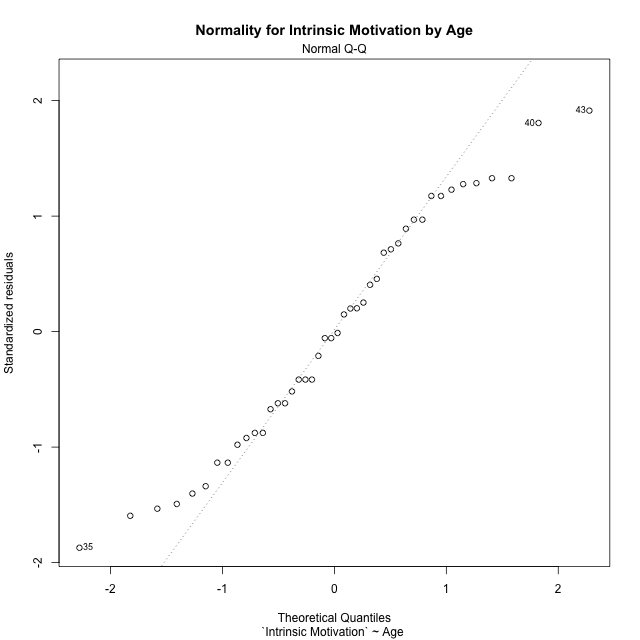 Normality for Intrinsic Motivation by Age
Normal Q-Q
2
43
40
1
Standardized residuals
0
-1
35
-2
-2 -1 0 1 2
Theoretical Quantiles
`Intrinsic Motivation` ~ Age